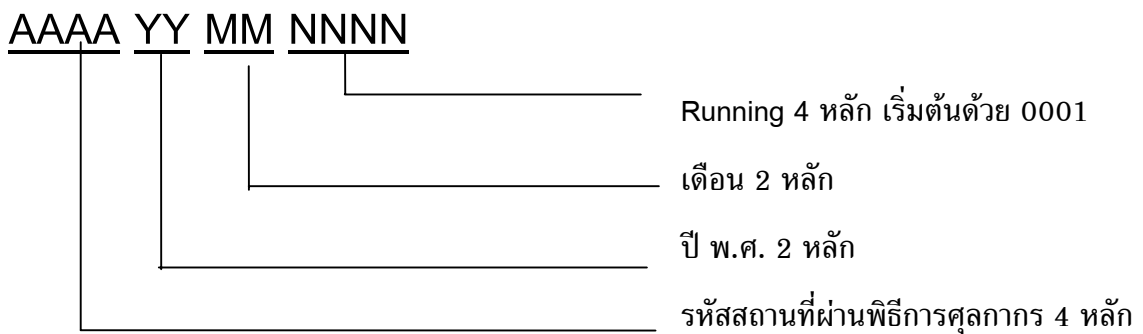 AAAA YY MM NNNN
Running 4 หลัก เริ่มต้นด้วย 0001
เดือน 2 หลัก
ปี พ.ศ. 2 หลัก
รหัสสถานที่ผ่านพิธีการศุลกากร 4 หลัก